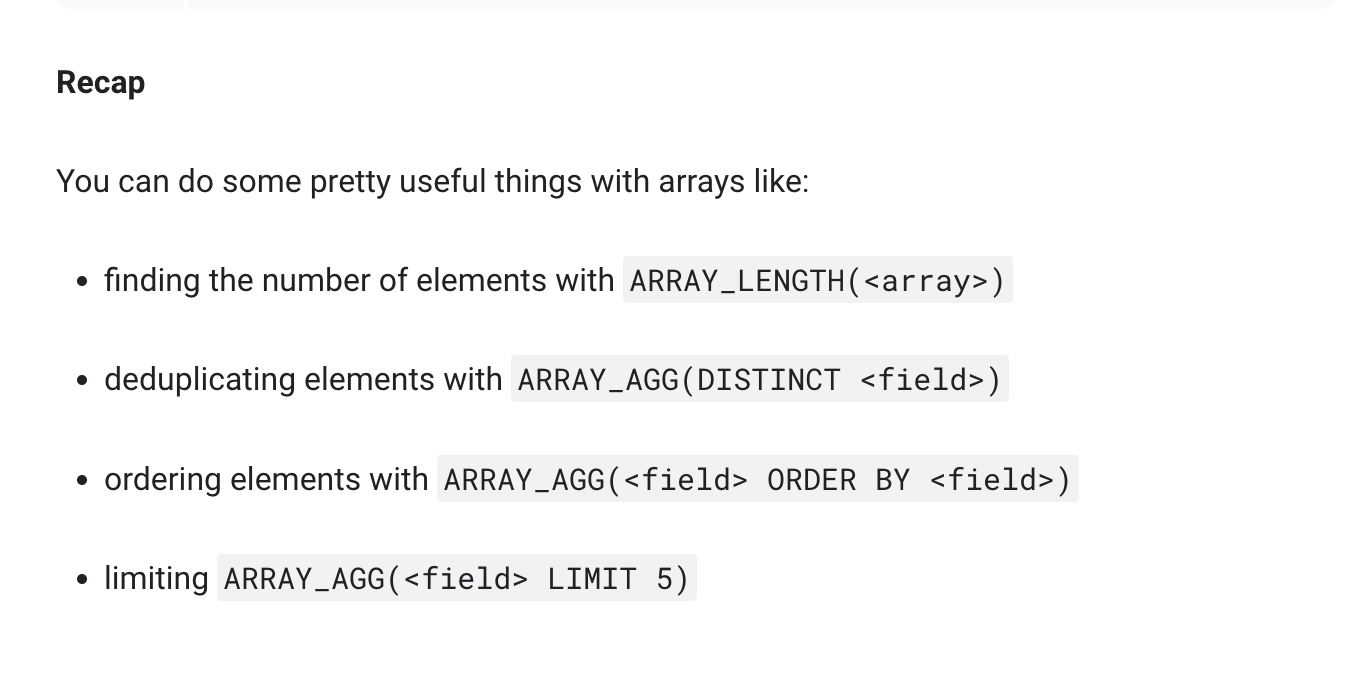 Recap
You can do some pretty useful things with arrays like:
• finding the number of elements with ARRAY_LENGTH(<array>)
• deduplicating elements with ARRAY_AGG(DISTINCT <field>)
• ordering elements with ARRAY_AGG(<field> ORDER BY <field>)
• limiting ARRAY_AGG(<field> LIMIT 5)